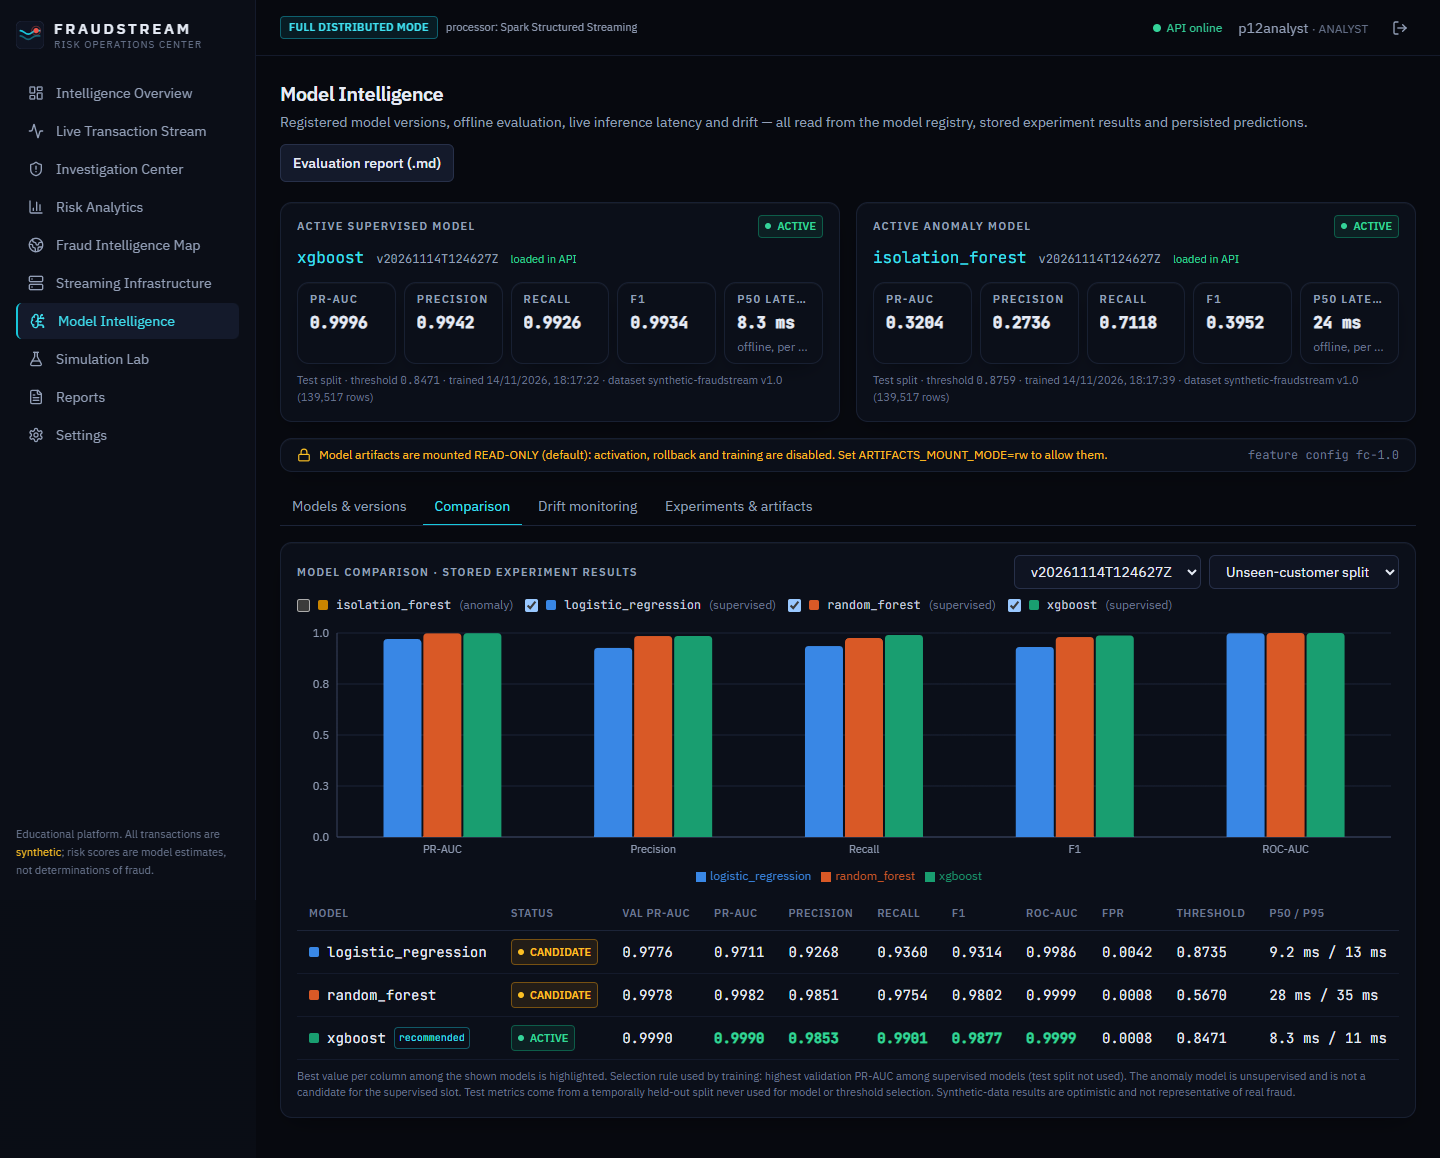 FRAUDSTREAM
RISK OPERATIONS CENTER
FULL DISTRIBUTED MODE processor: Spark Structured Streaming
API online p12analyst · ANALYST
Intelligence Overview
Live Transaction Stream
Investigation Center
Risk Analytics
Fraud Intelligence Map
Streaming Infrastructure
Model Intelligence
Simulation Lab
Reports
Settings
Educational platform. All transactions are
synthetic; risk scores are model estimates,
not determinations of fraud.
Model Intelligence
Registered model versions, offline evaluation, live inference latency and drift — all read from the model registry, stored experiment results and persisted predictions.
Evaluation report (.md)
ACTIVE SUPERVISED MODEL ACTIVE
xgboost v20261114T124627Z loaded in API
PR-AUC PRECISION RECALL F1 P50 LATE...
0.9996 0.9942 0.9926 0.9934 8.3 ms
offline, per ...
Test split · threshold 0.8471 · trained 14/11/2026, 18:17:22 · dataset synthetic-fraudstream v1.0
(139,517 rows)
ACTIVE ANOMALY MODEL ACTIVE
isolation_forest v20261114T124627Z loaded in API
PR-AUC PRECISION RECALL F1 P50 LATE...
0.3204 0.2736 0.7118 0.3952 24 ms
offline, per ...
Test split · threshold 0.8759 · trained 14/11/2026, 18:17:39 · dataset synthetic-fraudstream v1.0
(139,517 rows)
Model artifacts are mounted READ-ONLY (default): activation, rollback and training are disabled. Set ARTIFACTS_MOUNT_MODE=rw to allow them. feature config fc-1.0
Models & versions Comparison Drift monitoring Experiments & artifacts
MODEL COMPARISON · STORED EXPERIMENT RESULTS v20261114T124627Z Unseen-customer split
isolation_forest (anomaly) logistic_regression (supervised) random_forest (supervised) xgboost (supervised)
1.0
0.8
0.5
0.3
0.0
PR-AUC Precision Recall F1 ROC-AUC
logistic_regression random_forest xgboost
MODEL STATUS VAL PR-AUC PR-AUC PRECISION RECALL F1 ROC-AUC FPR THRESHOLD P50 / P95
logistic_regression CANDIDATE 0.9776 0.9711 0.9268 0.9360 0.9314 0.9986 0.0042 0.8735 9.2 ms / 13 ms
random_forest CANDIDATE 0.9978 0.9982 0.9851 0.9754 0.9802 0.9999 0.0008 0.5670 28 ms / 35 ms
xgboost recommended ACTIVE 0.9990 0.9990 0.9853 0.9901 0.9877 0.9999 0.0008 0.8471 8.3 ms / 11 ms
Best value per column among the shown models is highlighted. Selection rule used by training: highest validation PR-AUC among supervised models (test split not used). The anomaly model is unsupervised and is not a
candidate for the supervised slot. Test metrics come from a temporally held-out split never used for model or threshold selection. Synthetic-data results are optimistic and not representative of real fraud.